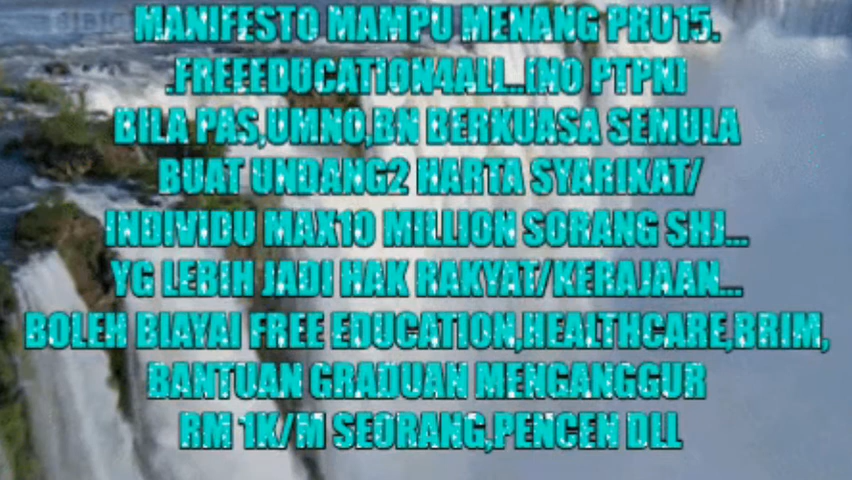 MANIFESTO MAMPU MENANG PRU15.
.FREEEDUCATION4ALL...(NO PTPN)
BILA PAS,UMNO,BN BERKUASA SEMULA
BUAT UNDANG2 HARTA SYARIKAT/
INDIVIDU MAX10 MILLION SORANG SHJ...
YG LEBIH JADI HAK RAKYAT/KERAJAAN...
BOLEH BIAYAI FREE EDUCATION,HEALTHCARE,BRIM,
BANTUAN GRADUAN MENGANGGUR
RM 1K/M SEORANG,PENCEN DLL